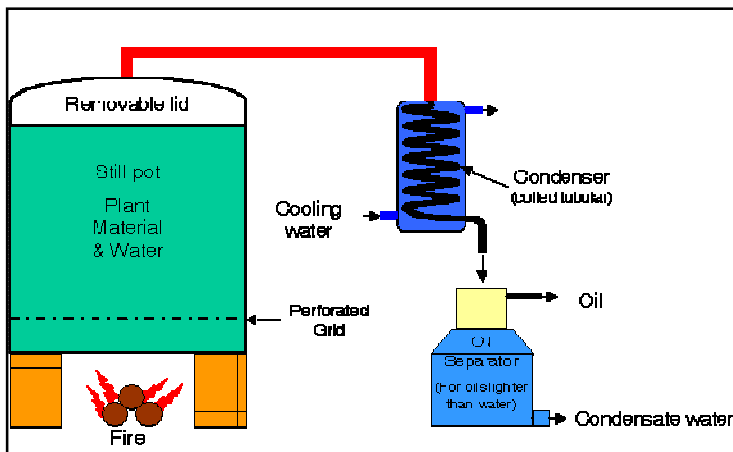 Removable lid
Still pot
Plant
Material
& Water
Perforated
Grid
Fire
Cooling
water
Condenser
(coiled tubular)
Oil
Oil
Separator
(For oils lighter
than water)
Condensate water